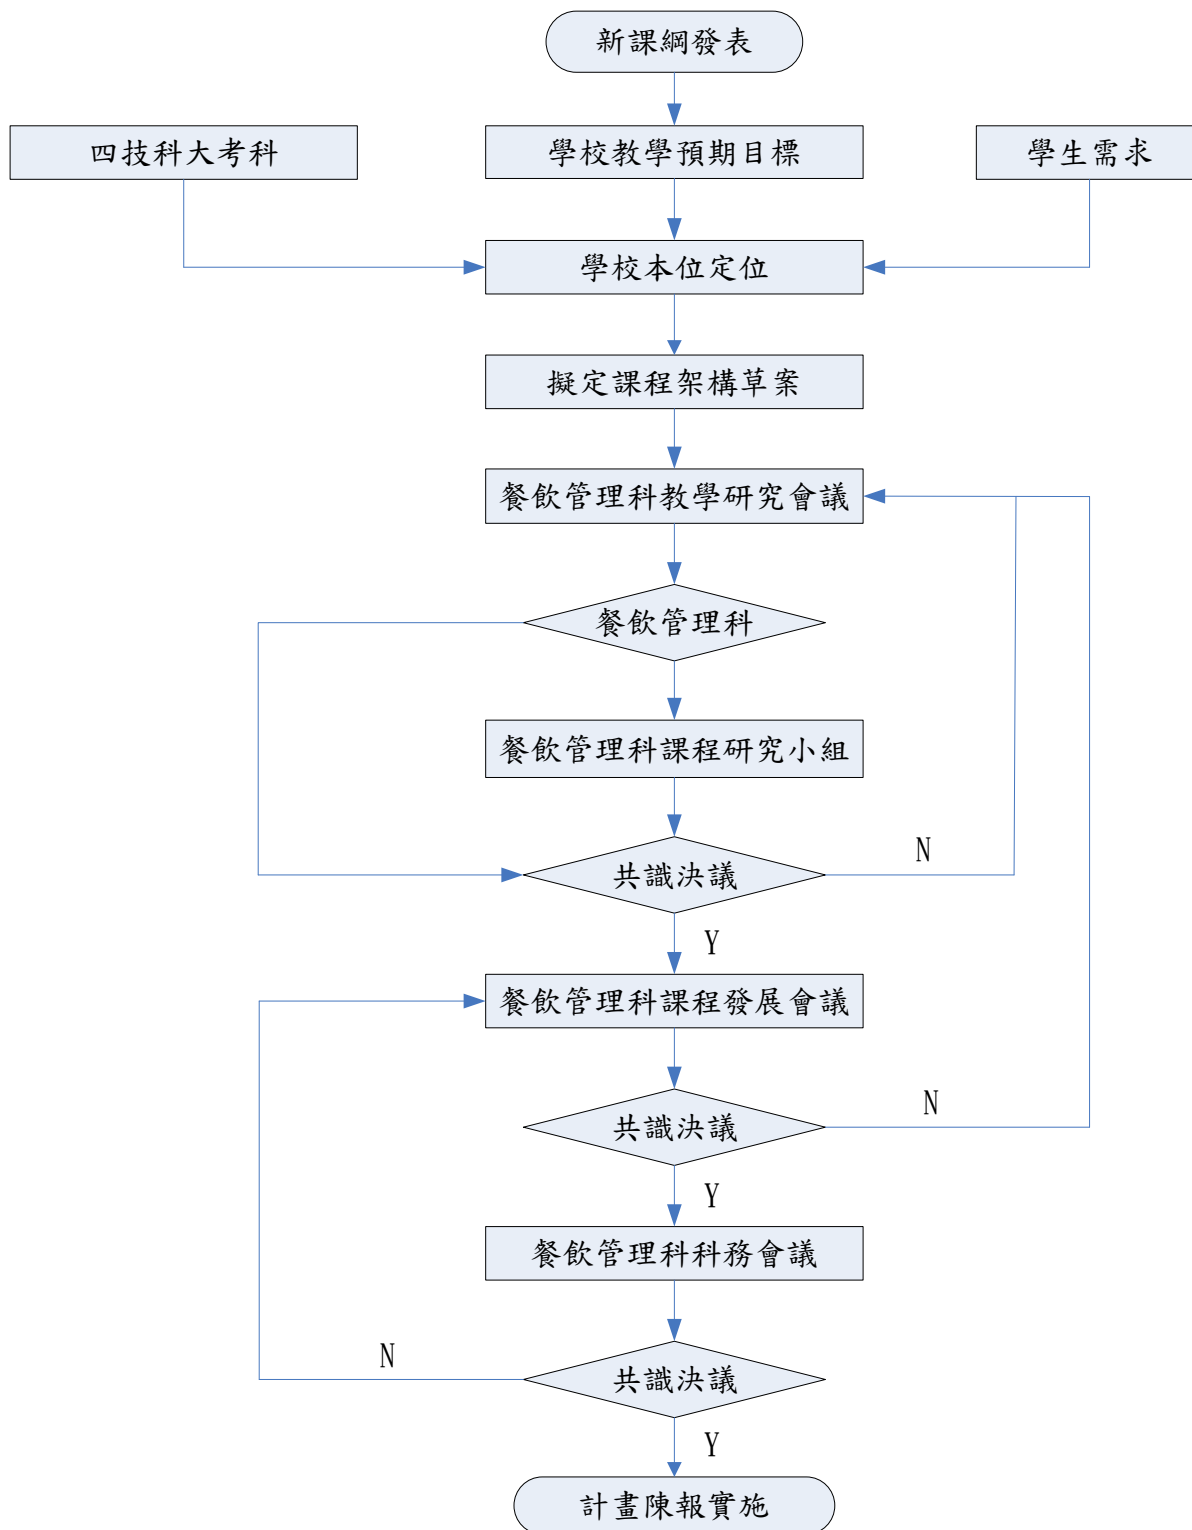 新課綱發表
四技科大考科
學校教學預期目標
學生需求
學校本位定位
擬定課程架構草案
餐飲管理科教學研究會議
餐飲管理科
餐飲管理科課程研究小組
共識決議
N
Y
餐飲管理科課程發展會議
共識決議
N
Y
餐飲管理科科務會議
N
共識決議
Y
計畫陳報實施